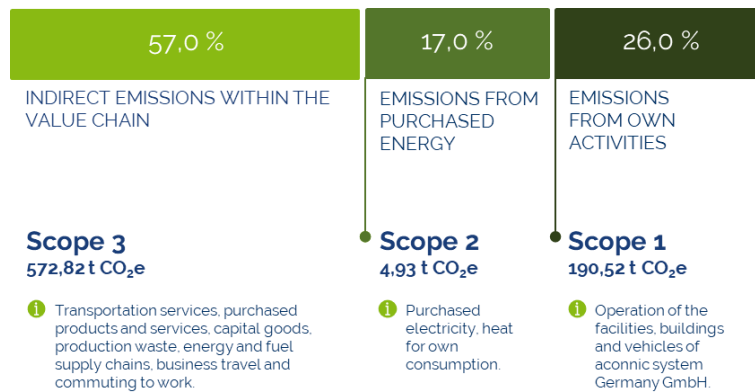 57,0 %
17,0 %
26,0 %
INDIRECT EMISSIONS WITHIN THE
VALUE CHAIN
EMISSIONS FROM
PURCHASED
ENERGY
EMISSIONS
FROM OWN
ACTIVITIES
Scope 3
572,82 t CO₂e
Scope 2
4,93 t CO₂e
Scope 1
190,52 t CO₂e
i Transportation services, purchased
products and services, capital goods,
production waste, energy and fuel
supply chains, business travel and
commuting to work.
i Purchased
electricity, heat
for own
consumption.
i Operation of the
facilities, buildings
and vehicles of
aconnic system
Germany GmbH.